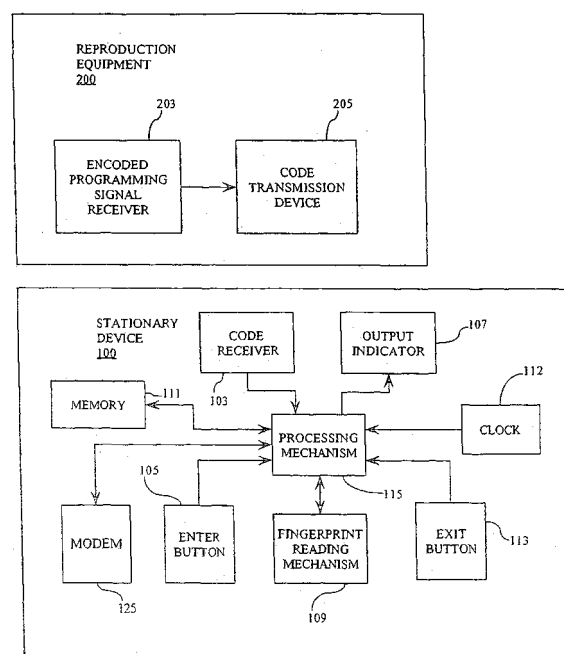 REPRODUCTION
EQUIPMENT
200
203
205
ENCODED
PROGRAMMING
SIGNAL
RECEIVER
CODE
TRANSMISSION
DEVICE
STATIONARY
DEVICE
100
CODE
RECEIVER
103
OUTPUT
INDICATOR
107
111
MEMORY
112
CLOCK
PROCESSING
MECHANISM
115
105
MODEM
125
ENTER
BUTTON
FINGERPRINT
READING
MECHANISM
109
EXIT
BUTTON
113